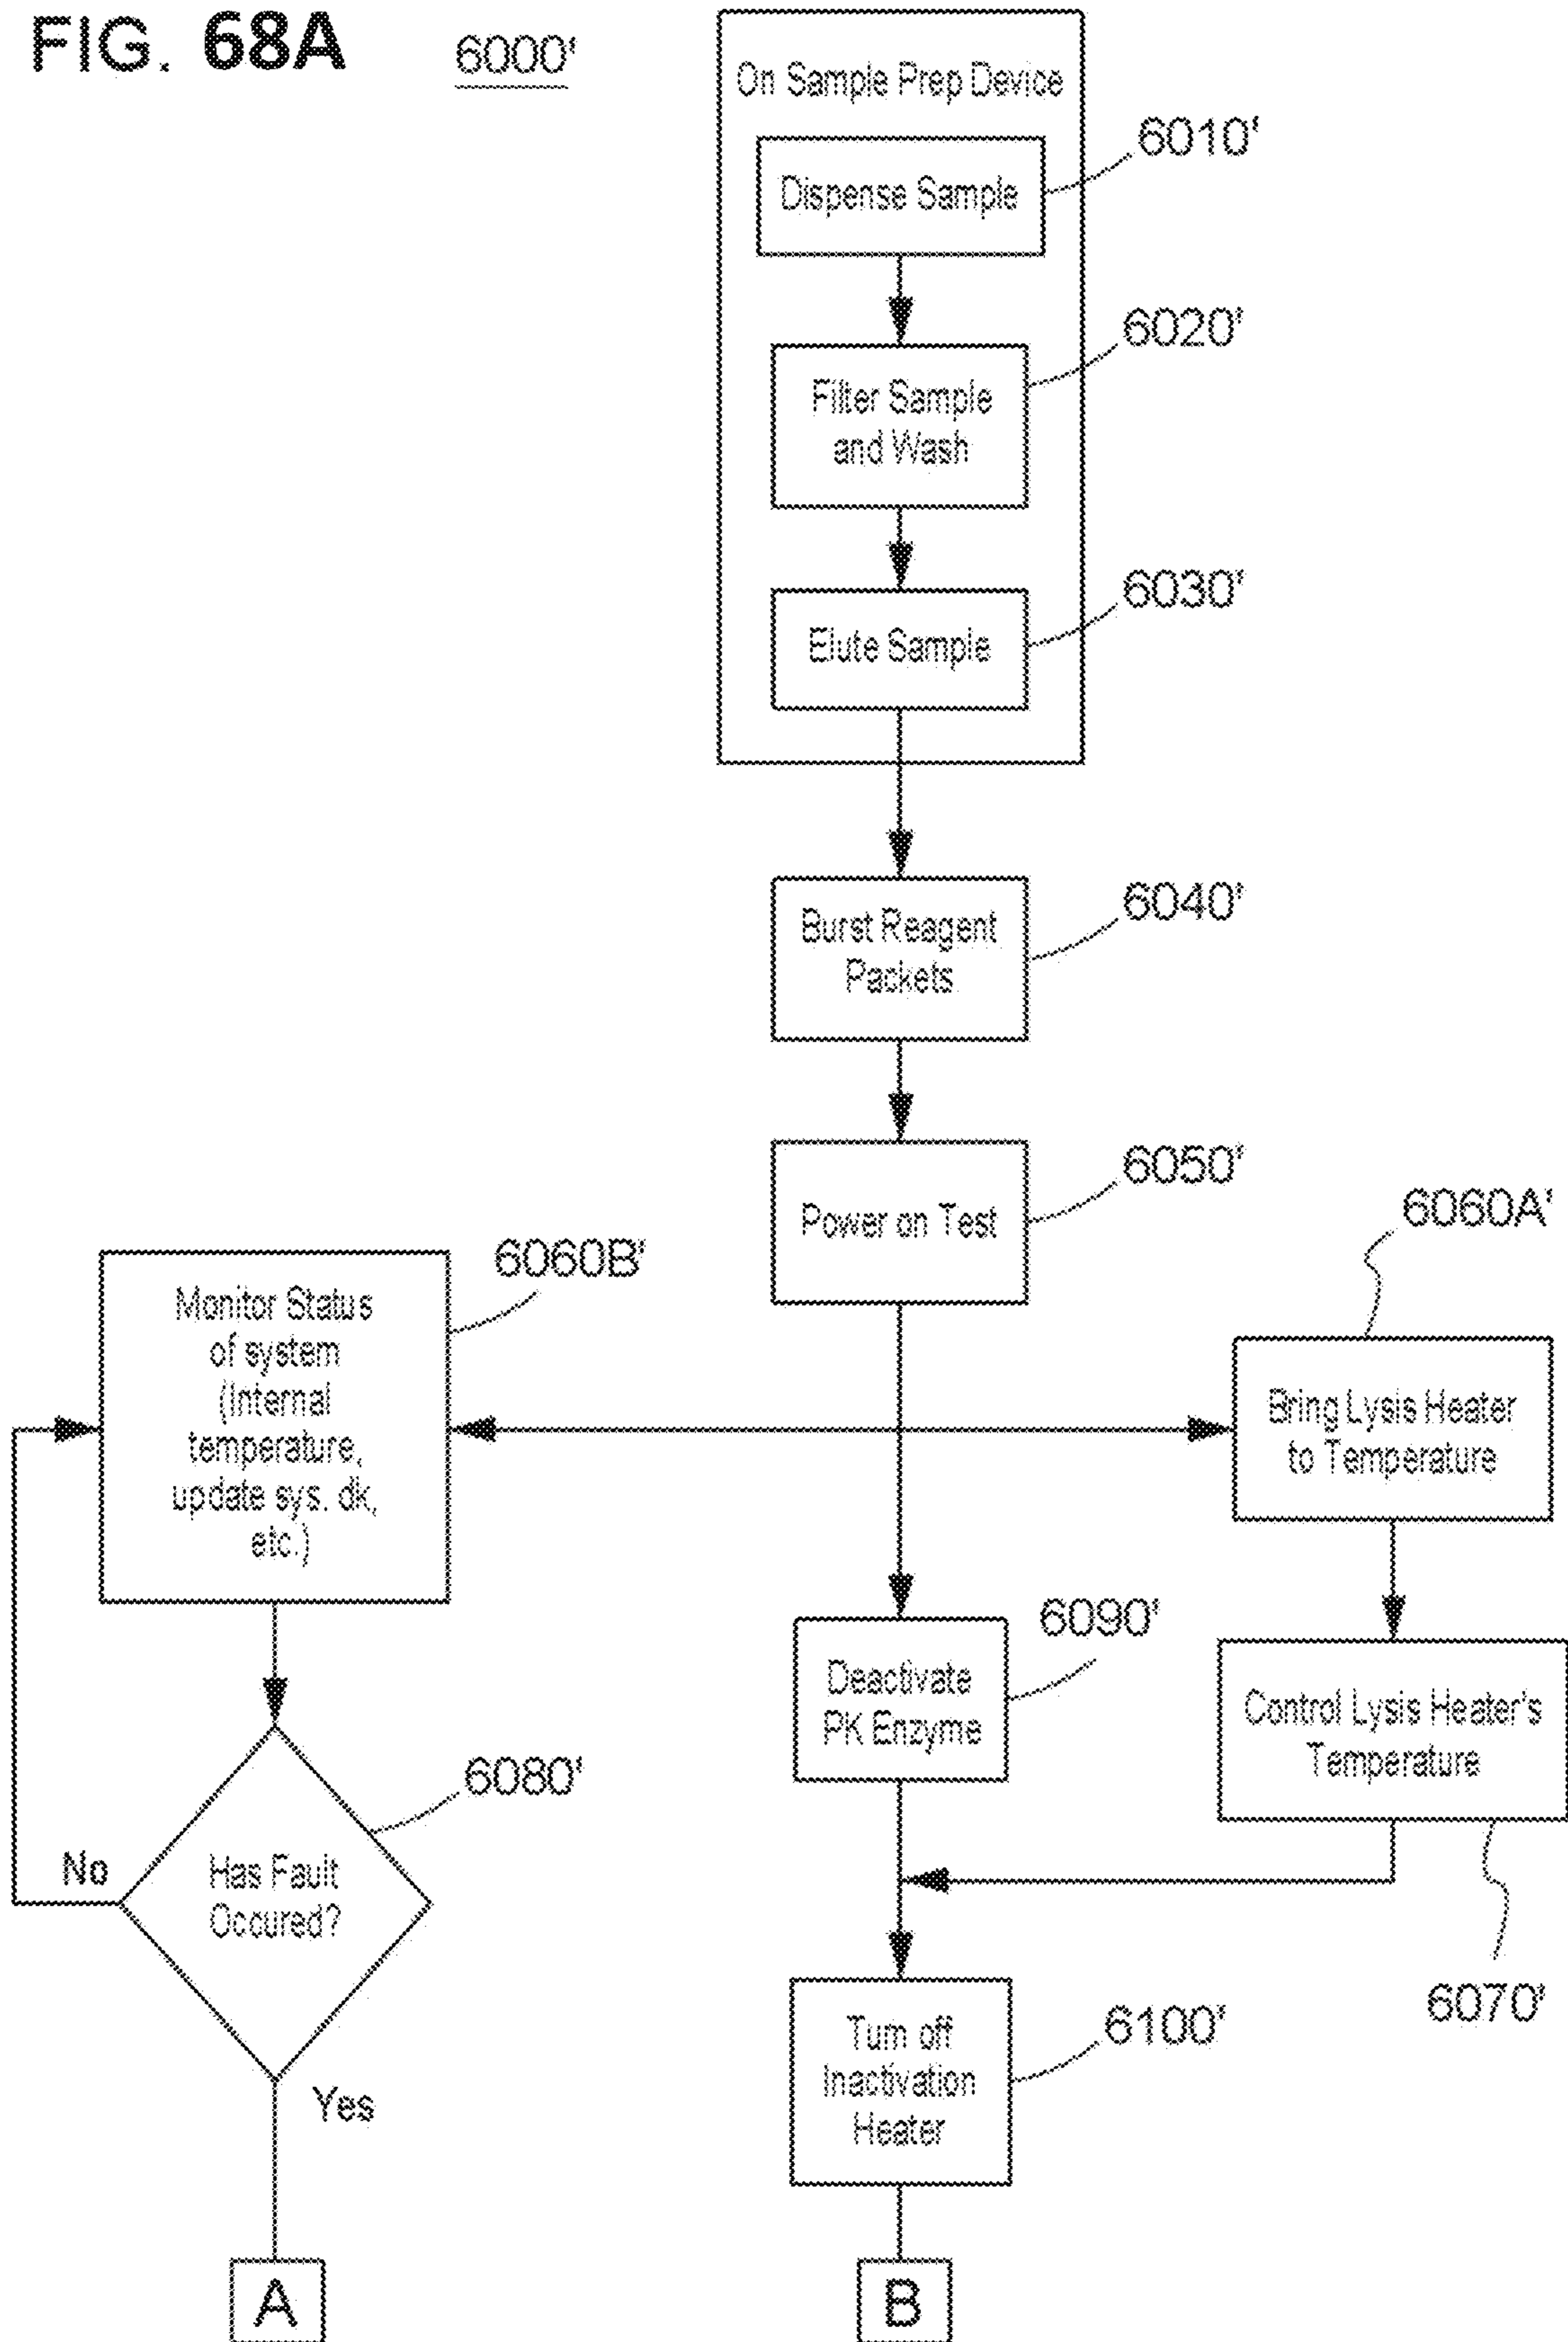 FIG. 68A
6000'
On Sample Prep Device
6010'
Dispense Sample
6020'
Filter Sample
and Wash
6030'
Elute Sample
6040'
Burst Reagent
Packets
6050'
Power on Test
6060A'
6060B'
Monitor Status
of system
(Internal
temperature,
update sys. dk,
etc.)
Bring Lysis Heater
to Temperature
6090'
Deactivate
PK Enzyme
Control Lysis Heater's
Temperature
6080'
No
Has Fault
Occured?
6070'
6100'
Turn off
Inactivation
Heater
Yes
A
B